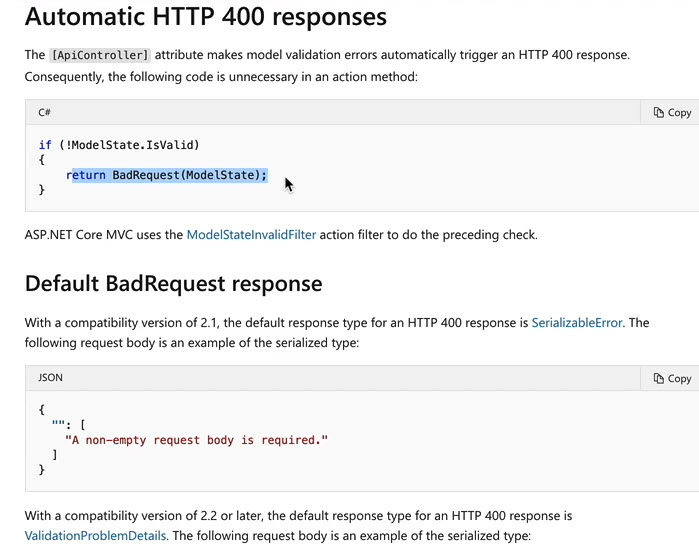 Automatic HTTP 400 responses
The [ApiController] attribute makes model validation errors automatically trigger an HTTP 400 response.
Consequently, the following code is unnecessary in an action method:
C#
Copy
if (!ModelState.IsValid)
{
    return BadRequest(ModelState);
}
ASP.NET Core MVC uses the ModelStateInvalidFilter action filter to do the preceding check.
Default BadRequest response
With a compatibility version of 2.1, the default response type for an HTTP 400 response is SerializableError. The
following request body is an example of the serialized type:
JSON
Copy
{
  "": [
    "A non-empty request body is required."
  ]
}
With a compatibility version of 2.2 or later, the default response type for an HTTP 400 response is
ValidationProblemDetails. The following request body is an example of the serialized type: